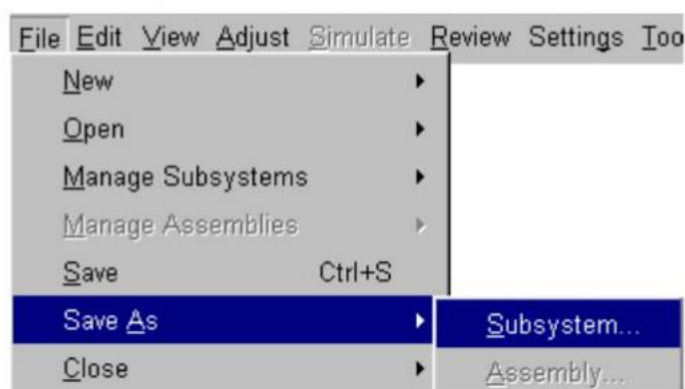 File Edit View Adjust Simulate Review Settings Too
New
Open
Manage Subsystems
Manage Assemblies
Save Ctrl+S
Save As Subsystem...
Close Assembly...